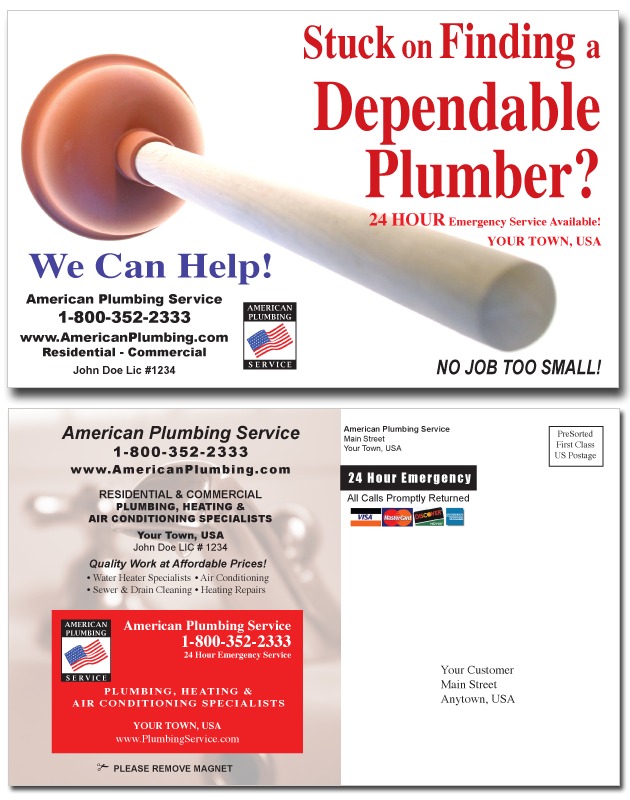 Stuck on Finding a
Dependable
Plumber?
24 HOUR Emergency Service Available!
YOUR TOWN, USA
We Can Help!
American Plumbing Service
1-800-352-2333
www.AmericanPlumbing.com
Residential - Commercial
John Doe Lic #1234
AMERICAN
PLUMBING
SERVICE
NO JOB TOO SMALL!
American Plumbing Service
1-800-352-2333
www.AmericanPlumbing.com
RESIDENTIAL & COMMERCIAL
PLUMBING, HEATING &
AIR CONDITIONING SPECIALISTS
Your Town, USA
John Doe LIC # 1234
Quality Work at Affordable Prices!
• Water Heater Specialists • Air Conditioning
• Sewer & Drain Cleaning • Heating Repairs
AMERICAN
PLUMBING
SERVICE
American Plumbing Service
1-800-352-2333
24 Hour Emergency Service
PLUMBING, HEATING &
AIR CONDITIONING SPECIALISTS
YOUR TOWN, USA
www.PlumbingService.com
PLEASE REMOVE MAGNET
American Plumbing Service
Main Street
Your Town, USA
PreSorted
First Class
US Postage
24 Hour Emergency
All Calls Promptly Returned
VISA MasterCard DISCOVER
Your Customer
Main Street
Anytown, USA